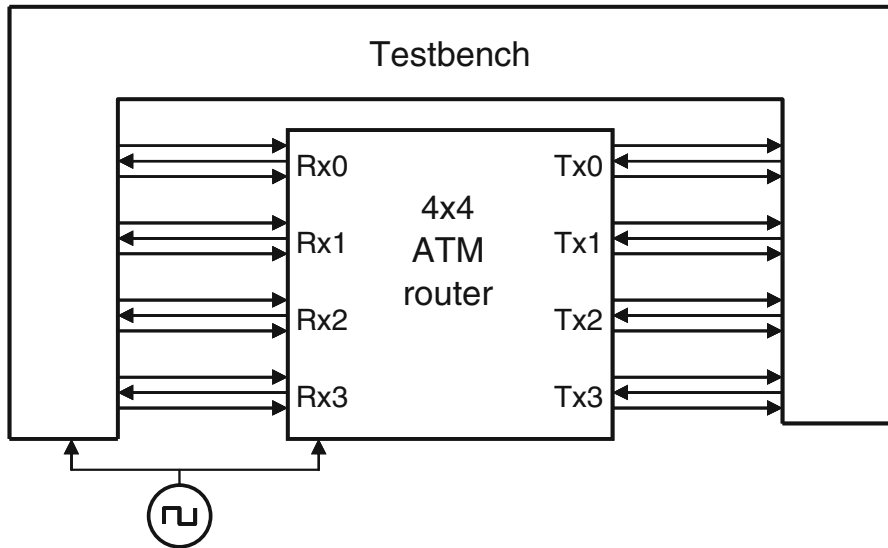 Testbench
Rx0
Tx0
4x4
ATM
router
Rx1
Tx1
Rx2
Tx2
Rx3
Tx3